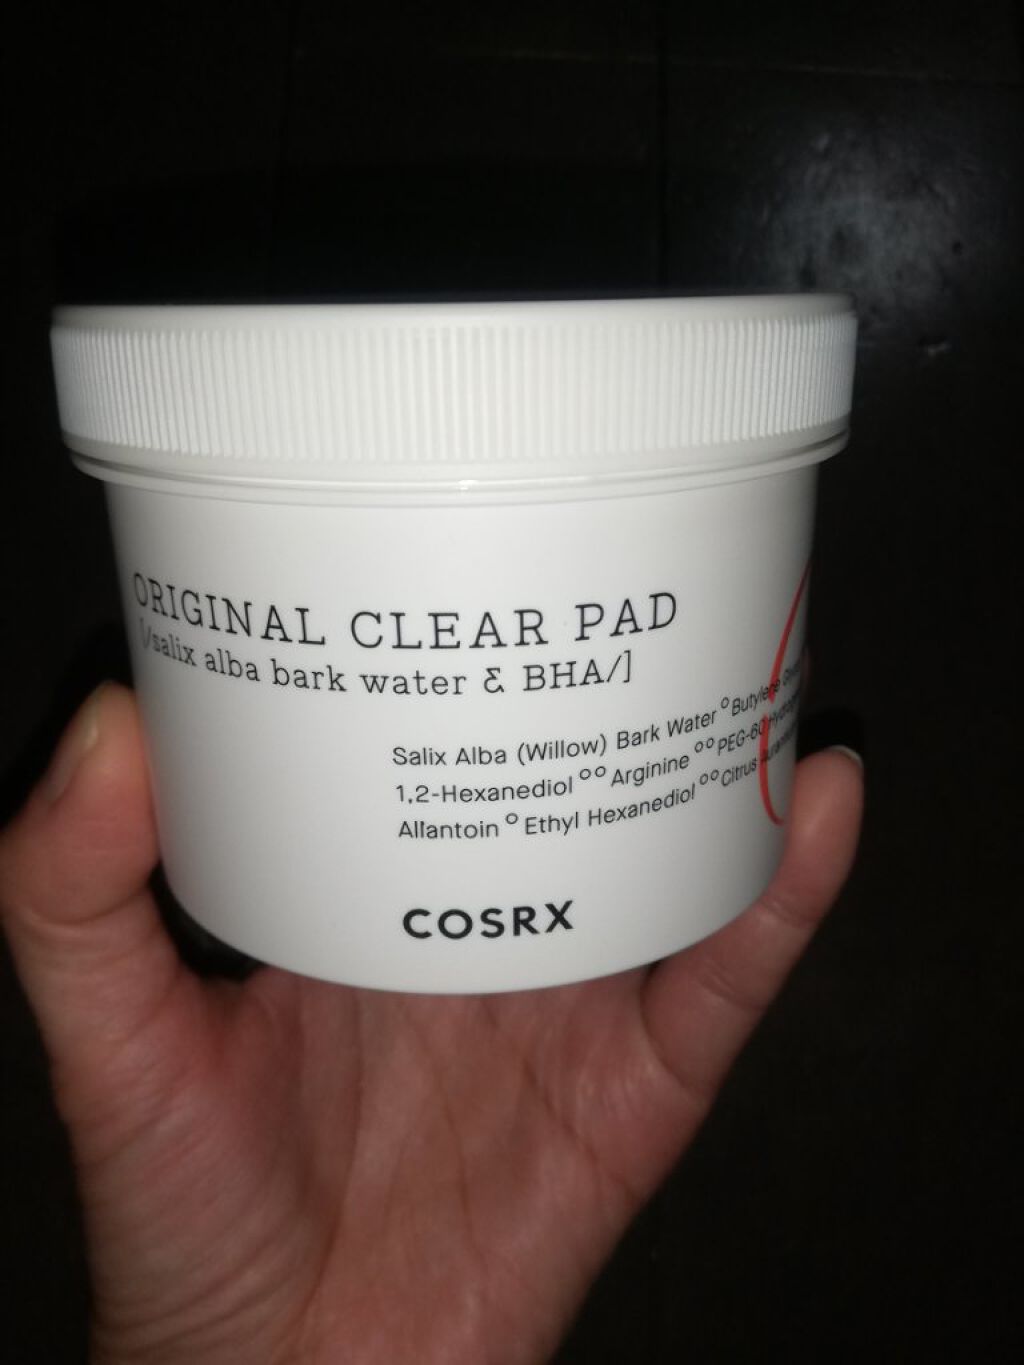 ORIGINAL CLEAR PAD
[/salix alba bark water & BHA/]
Salix Alba (Willow) Bark Water ° Butylene
1,2-Hexanediol °° Arginine °° PEG-60
Allantoin ° Ethyl Hexanediol °° Citrus
COSRX